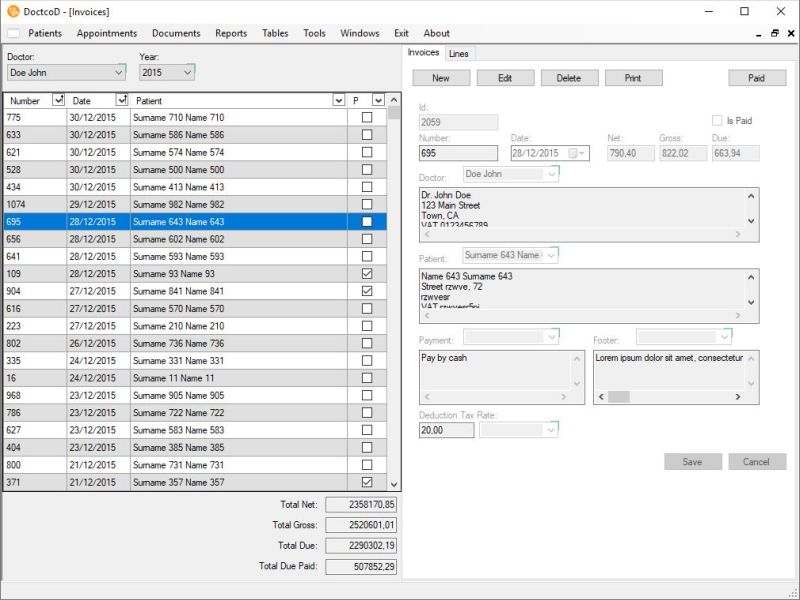 DoctcoD - [Invoices]
Patients Appointments Documents Reports Tables Tools Windows Exit About
Doctor: Year:
Doe John 2015
Number Date Patient P
775 30/12/2015 Surname 710 Name 710
633 30/12/2015 Surname 586 Name 586
621 30/12/2015 Surname 574 Name 574
528 30/12/2015 Surname 500 Name 500
434 30/12/2015 Surname 413 Name 413
1074 29/12/2015 Surname 982 Name 982
695 28/12/2015 Surname 643 Name 643
656 28/12/2015 Surname 602 Name 602
641 28/12/2015 Surname 593 Name 593
109 28/12/2015 Surname 93 Name 93
904 27/12/2015 Surname 841 Name 841
616 27/12/2015 Surname 570 Name 570
223 27/12/2015 Surname 210 Name 210
802 26/12/2015 Surname 736 Name 736
335 24/12/2015 Surname 331 Name 331
16 24/12/2015 Surname 11 Name 11
968 23/12/2015 Surname 905 Name 905
786 23/12/2015 Surname 722 Name 722
627 23/12/2015 Surname 583 Name 583
404 23/12/2015 Surname 385 Name 385
800 21/12/2015 Surname 731 Name 731
371 21/12/2015 Surname 357 Name 357
Total Net: 2358170,85
Total Gross: 2520601,01
Total Due: 2290302,19
Total Due Paid: 507852,29
Invoices Lines
New Edit Delete Print Paid
Id:
2059 Is Paid
Number: Date: Net: Gross: Due:
695 28/12/2015 790,40 822,02 663,94
Doctor: Doe John
Dr. John Doe
123 Main Street
Town, CA
VAT 0123456789
Patient: Surname 643 Name
Name 643 Surname 643
Street rzwve, 72
rzwvesr
VAT rzwvesr5oj
Payment: Footer:
Pay by cash Lorem ipsum dolor sit amet, consectetur
Deduction Tax Rate:
20,00
Save Cancel